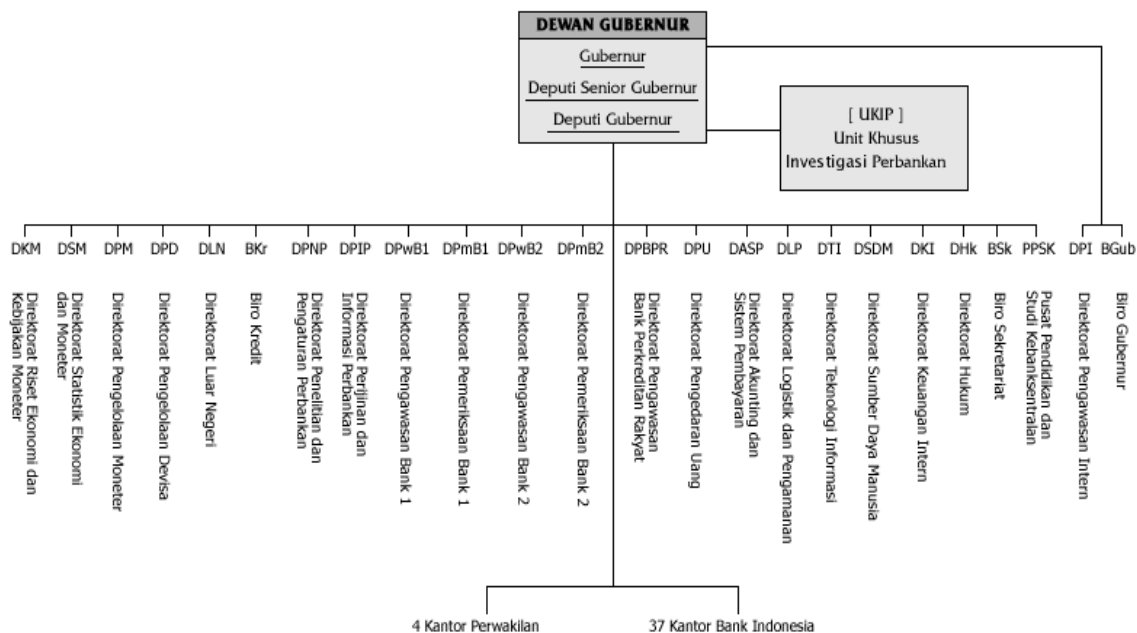 DEWAN GUBERNUR
Gubernur
Deputi Senior Gubernur
Deputi Gubernur
[ UKIP ]
Unit Khusus
Investigasi Perbankan
DKM DSM DPM DPD DLN BKr DPNP DPIP DPwB1 DPmB1 DPwB2 DPmB2 DPBPR DPU DASP DLP DTI DSDM DKI DHk BSk PPSK DPI BGub
Direktorat Riset Ekonomi dan
Kebijakan Moneter
Direktorat Statistik Ekonomi
dan Moneter
Direktorat Pengelolaan Moneter
Direktorat Pengelolaan Devisa
Direktorat Luar Negeri
Biro Kredit
Direktorat Penelitian dan
Pengaturan Perbankan
Direktorat Perijinan dan
Informasi Perbankan
Direktorat Pengawasan Bank 1
Direktorat Pemeriksaan Bank 1
Direktorat Pengawasan Bank 2
Direktorat Pemeriksaan Bank 2
Direktorat Pengawasan
Bank Perkreditan Rakyat
Direktorat Pengedaran Uang
Direktorat Akunting dan
Sistem Pembayaran
Direktorat Logistik dan Pengamanan
Direktorat Teknologi Informasi
Direktorat Sumber Daya Manusia
Direktorat Keuangan Intern
Direktorat Hukum
Biro Sekretariat
Pusat Pendidikan dan
Studi Kebanksentralan
Direktorat Pengawasan Intern
Biro Gubernur
4 Kantor Perwakilan
37 Kantor Bank Indonesia